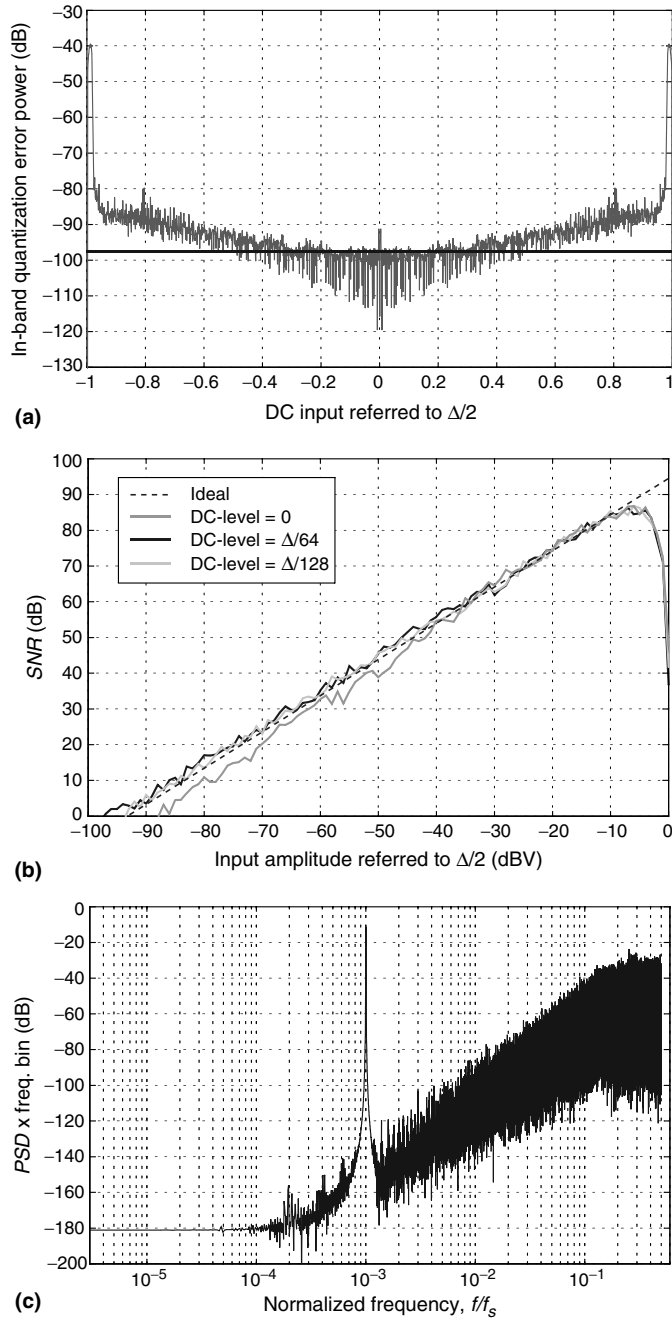 −30
−40
−50
−60
−70
−80
−90
−100
−110
−120
−130
In-band quantization error power (dB)
−1 −0.8 −0.6 −0.4 −0.2 0 0.2 0.4 0.6 0.8 1
DC input referred to Δ/2
(a)
100
90
80
70
60
50
40
30
20
10
0
SNR (dB)
Ideal
DC-level = 0
DC-level = Δ/64
DC-level = Δ/128
−100 −90 −80 −70 −60 −50 −40 −30 −20 −10 0
Input amplitude referred to Δ/2 (dBV)
(b)
0
−20
−40
−60
−80
−100
−120
−140
−160
−180
−200
PSD x freq. bin (dB)
10⁻⁵ 10⁻⁴ 10⁻³ 10⁻² 10⁻¹
Normalized frequency, f/fₛ
(c)